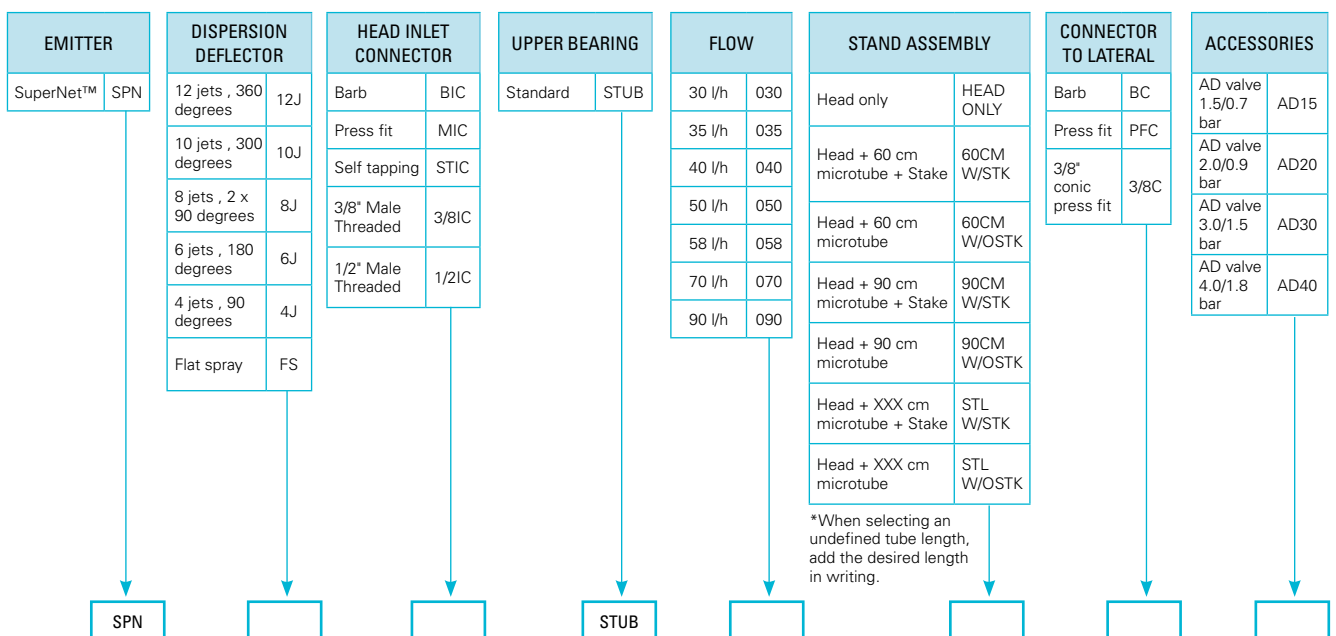 EMITTER
SuperNet™ SPN
DISPERSION
DEFLECTOR
12 jets , 360
degrees
12J
10 jets , 300
degrees
10J
8 jets , 2 x
90 degrees
8J
6 jets , 180
degrees
6J
4 jets , 90
degrees
4J
Flat spray FS
HEAD INLET
CONNECTOR
Barb BIC
Press fit MIC
Self tapping STIC
3/8" Male
Threaded
3/8IC
1/2" Male
Threaded
1/2IC
UPPER BEARING
Standard STUB
FLOW
30 l/h 030
35 l/h 035
40 l/h 040
50 l/h 050
58 l/h 058
70 l/h 070
90 l/h 090
STAND ASSEMBLY
Head only
HEAD
ONLY
Head + 60 cm
microtube + Stake
60CM
W/STK
Head + 60 cm
microtube
60CM
W/OSTK
Head + 90 cm
microtube + Stake
90CM
W/STK
Head + 90 cm
microtube
90CM
W/OSTK
Head + XXX cm
microtube + Stake
STL
W/STK
Head + XXX cm
microtube
STL
W/OSTK
*When selecting an
undefined tube length,
add the desired length
in writing.
CONNECTOR
TO LATERAL
Barb BC
Press fit PFC
3/8"
conic
press fit
3/8C
ACCESSORIES
AD valve
1.5/0.7
bar
AD15
AD valve
2.0/0.9
bar
AD20
AD valve
3.0/1.5
bar
AD30
AD valve
4.0/1.8
bar
AD40
SPN
STUB